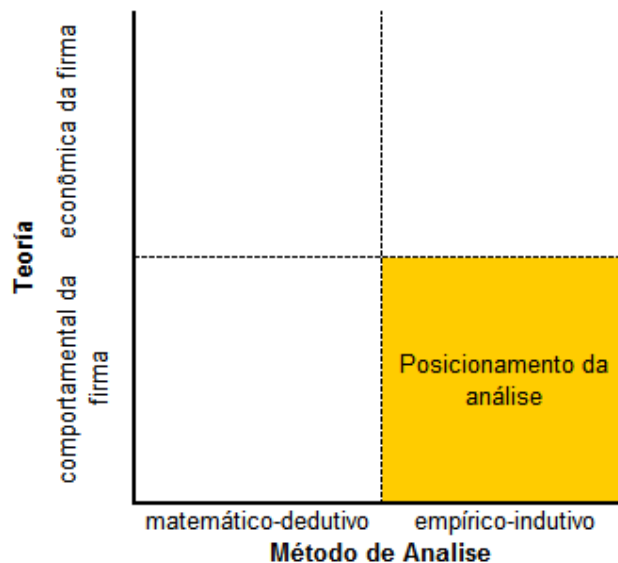 Teoría
econômica da firma
comportamental da
firma
Posicionamento da
análise
matemático-dedutivo
empírico-indutivo
Método de Analise